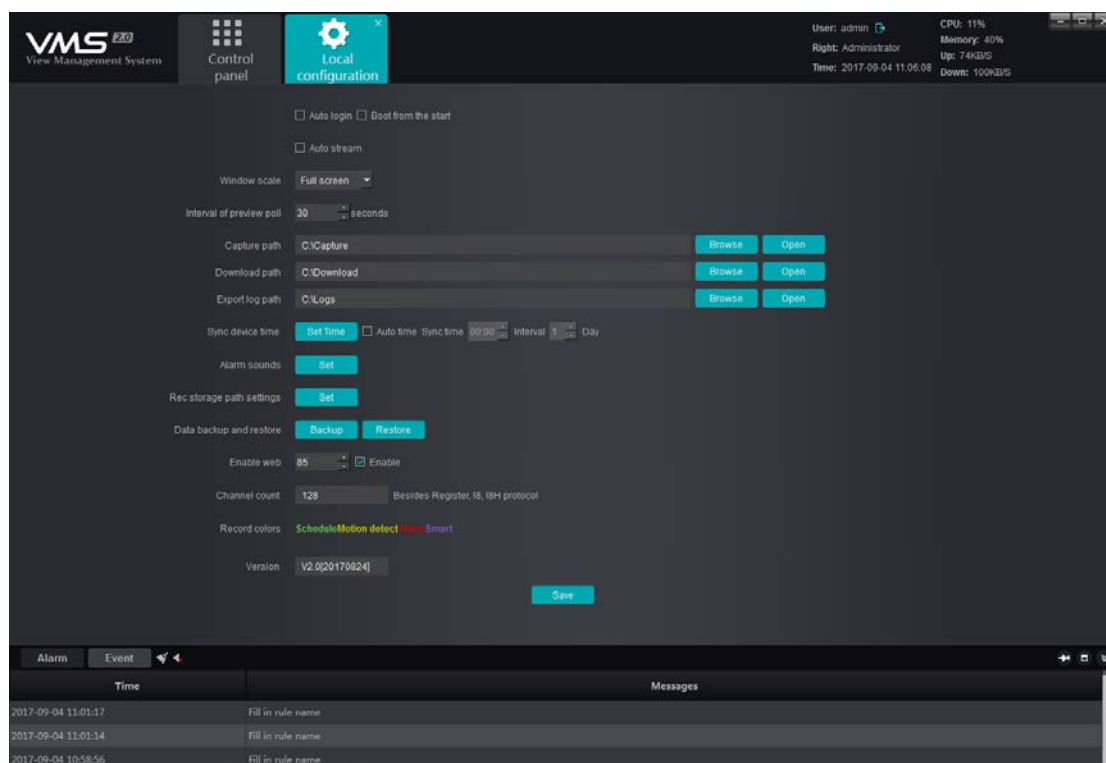 VMS 2.0
View Management System
Control
panel
Local
configuration
User: admin
Right: Administrator
Time: 2017-09-04 11:06:08
CPU: 11%
Memory: 40%
Up: 74KB/S
Down: 100KB/S
Auto login Boot from the start
Auto stream
Window scale Full screen
Interval of preview poll 30 seconds
Capture path C:\Capture Browse Open
Download path C:\Download Browse Open
Export log path C:\Logs Browse Open
Sync device time Set Time Auto time Sync time 00:00 Interval 1 Day
Alarm sounds Set
Rec storage path settings Set
Data backup and restore Backup Restore
Enable web 85 Enable
Channel count 128 Besides Register, I8, I8H protocol
Record colors Schedule Motion detect Alarm Smart
Version V2.0[20170824]
Save
Alarm Event
Time Messages
2017-09-04 11:01:17 Fill in rule name
2017-09-04 11:01:14 Fill in rule name
2017-09-04 10:58:56 Fill in rule name